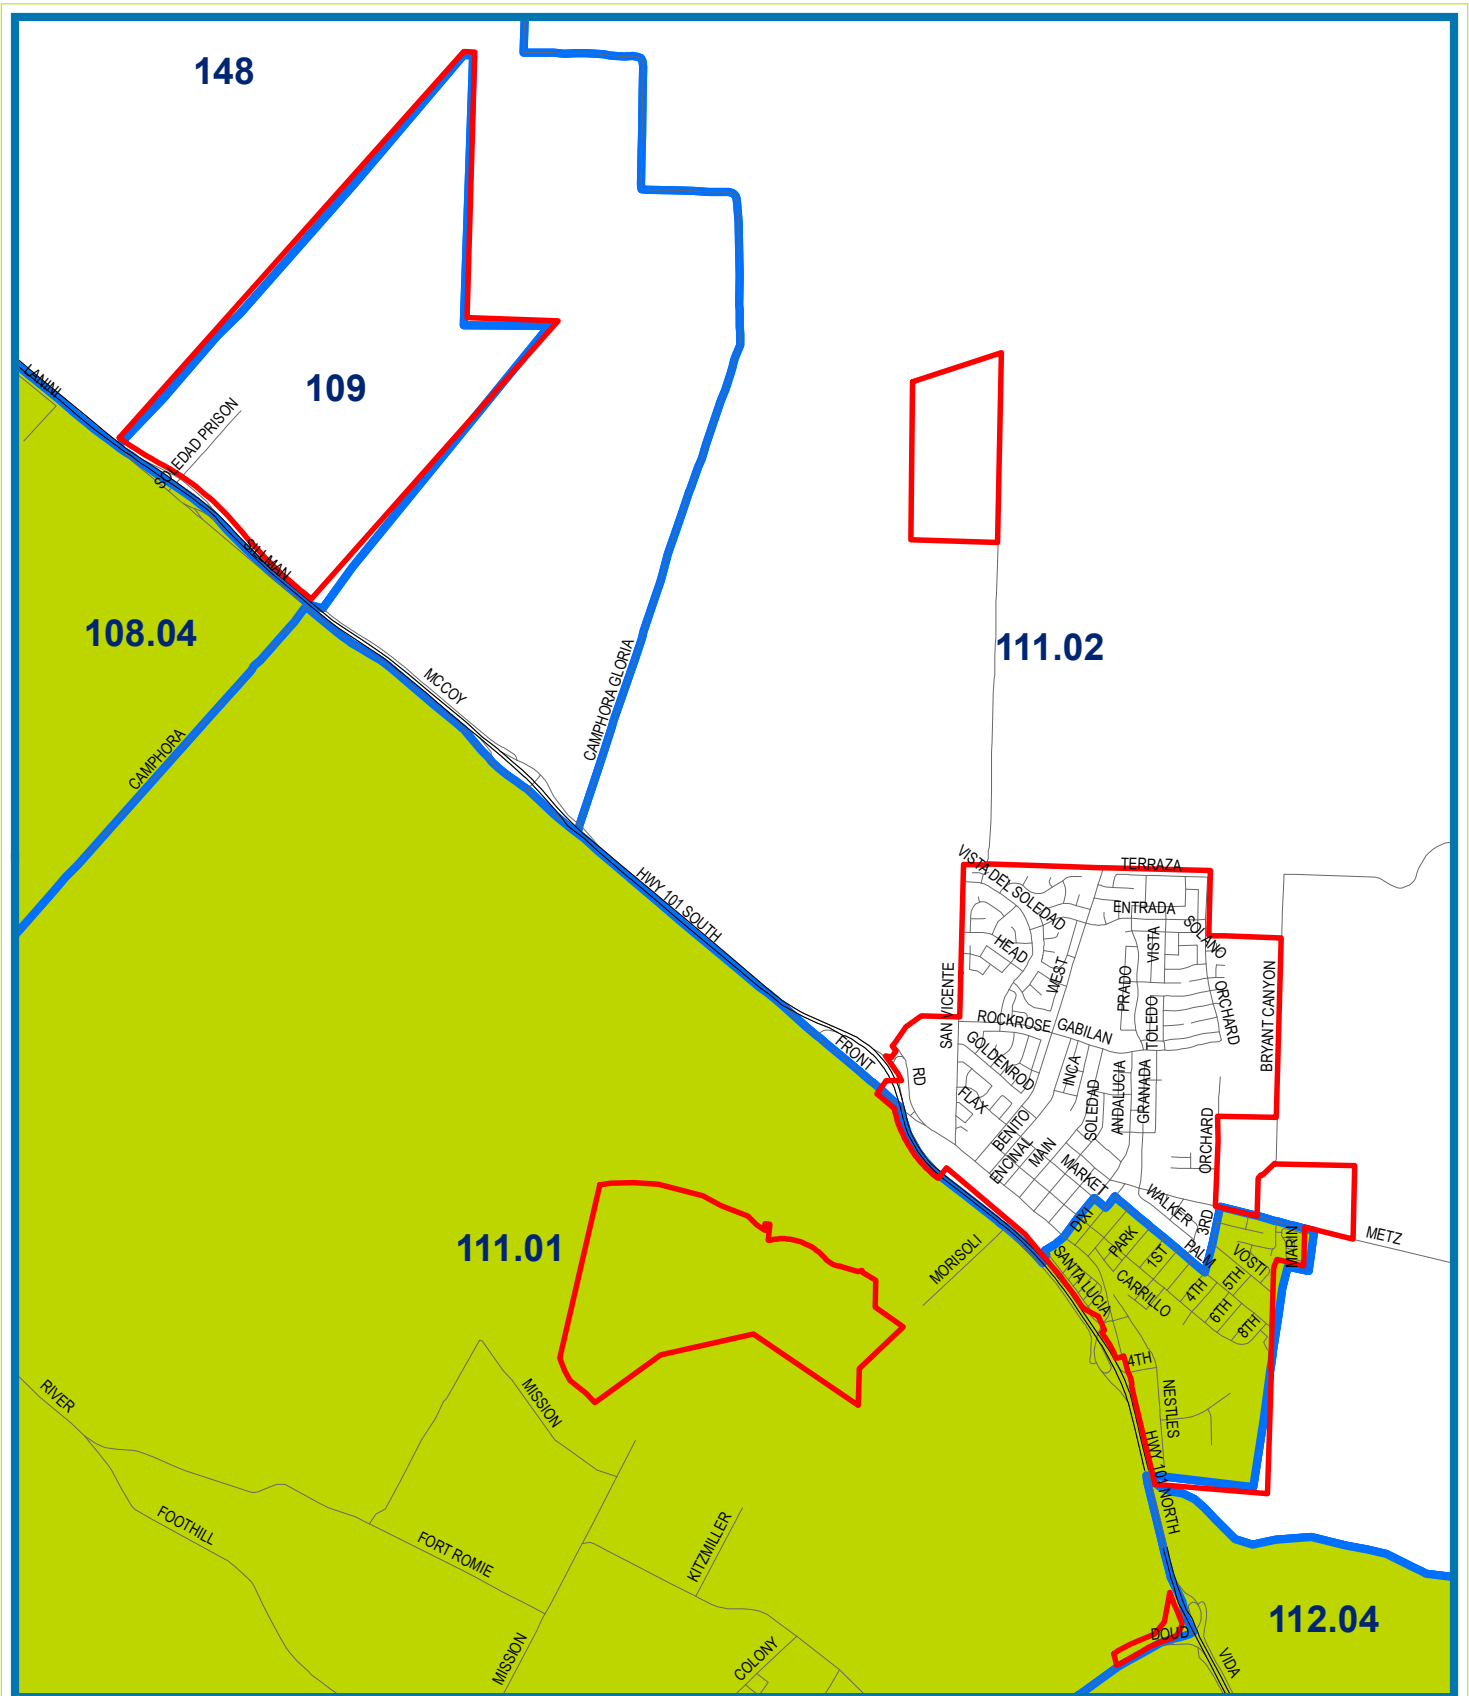 148
109
LANINI
SOLEDAD PRISON
SILLMAN
108.04
111.02
MCCOY
CAMPHORA GLORIA
CAMPHORA
VISTA DEL SOLEDAD
TERRAZA
HWY 101 SOUTH
ENTRADA
SOLANO
HEAD
VISTA
WEST
PRADO
SAN VICENTE
ORCHARD
BRYANT CANYON
ROCKROSE
GABILAN
TOLEDO
FRONT
GOLDENROD
RD
INCA
FLAX
SOLEDAD
ANDALUCIA
GRANADA
BENITO
ENCINAL
MAIN
MARKET
ORCHARD
WALKER
3RD
DIXI
PARK
1ST
PALM
METZ
MARIN
VOSTI
111.01
MORISOLI
SANTA LUCIA
CARRILLO
4TH
5TH
6TH
8TH
4TH
NESTLES
RIVER
MISSION
HWY 101 NORTH
FOOTHILL
FORT ROMIE
KITZMILLER
112.04
DOUD
VIDA
MISSION
COLONY